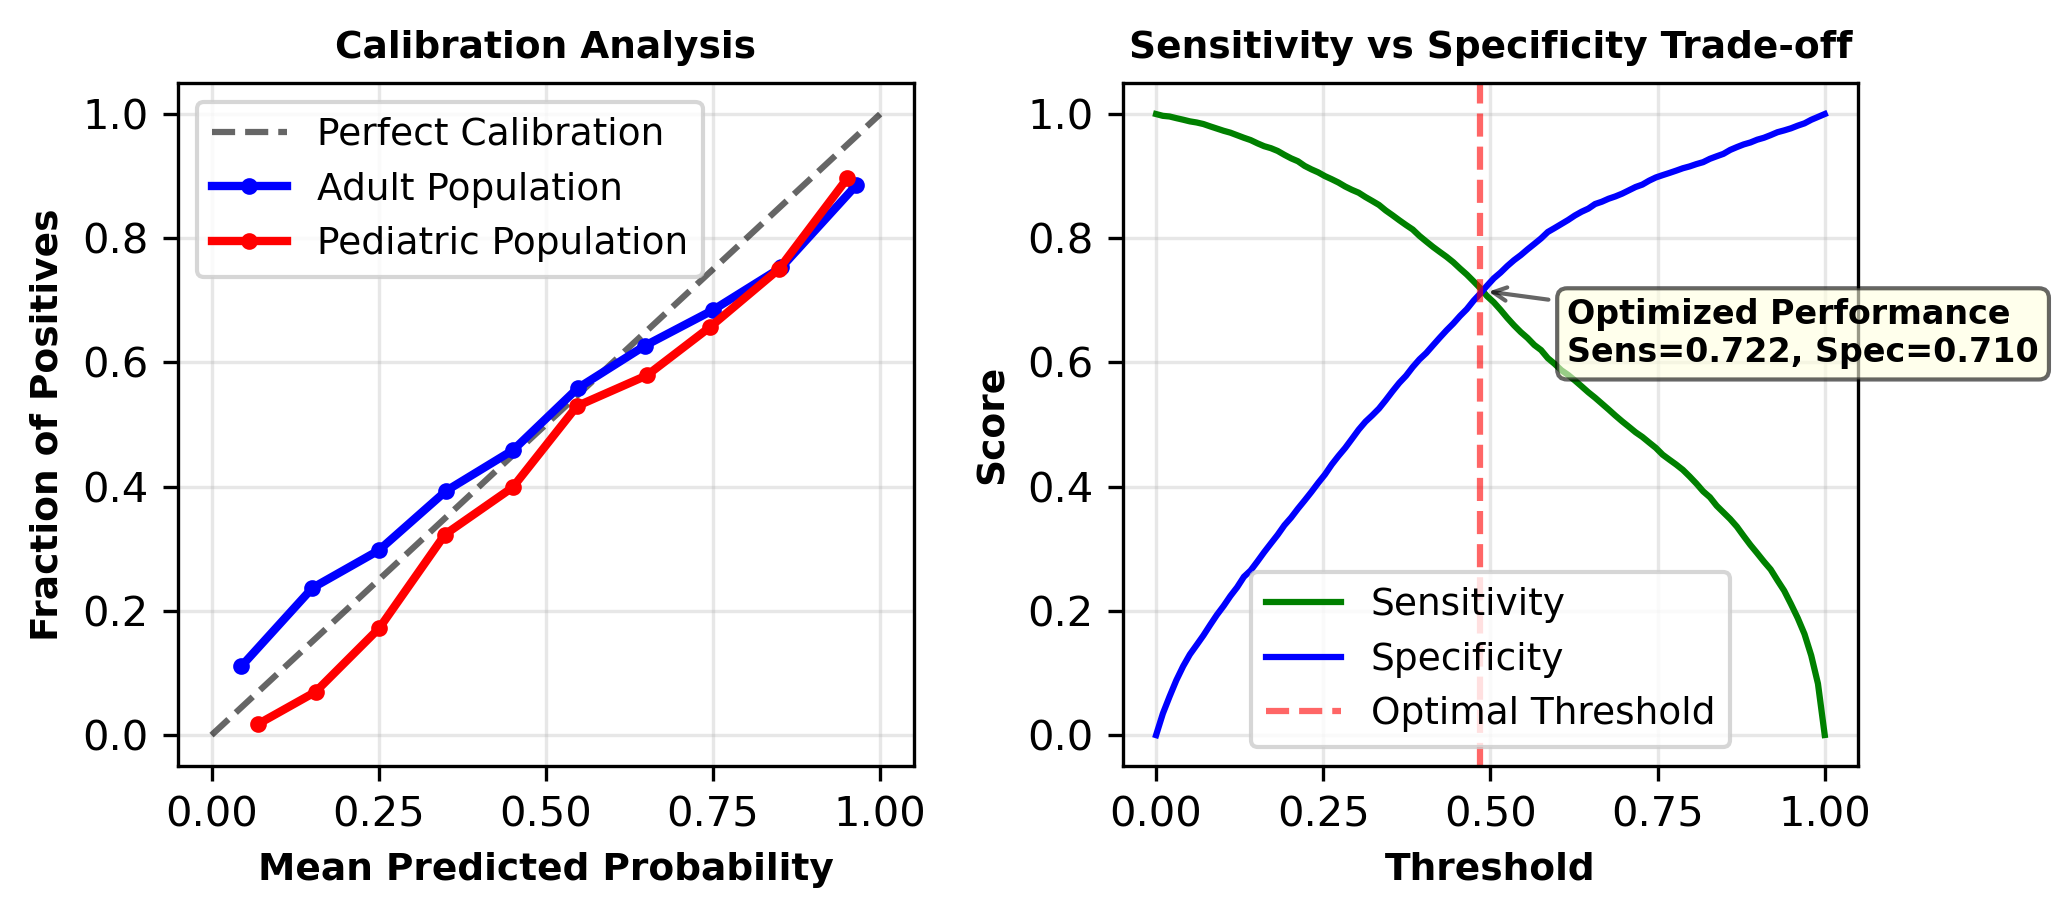 Calibration Analysis
Fraction of Positives
1.0
0.8
0.6
0.4
0.2
0.0
Perfect Calibration
Adult Population
Pediatric Population
0.00 0.25 0.50 0.75 1.00
Mean Predicted Probability
Sensitivity vs Specificity Trade-off
Score
1.0
0.8
0.6
0.4
0.2
0.0
Optimized Performance
Sens=0.722, Spec=0.710
Sensitivity
Specificity
Optimal Threshold
0.00 0.25 0.50 0.75 1.00
Threshold